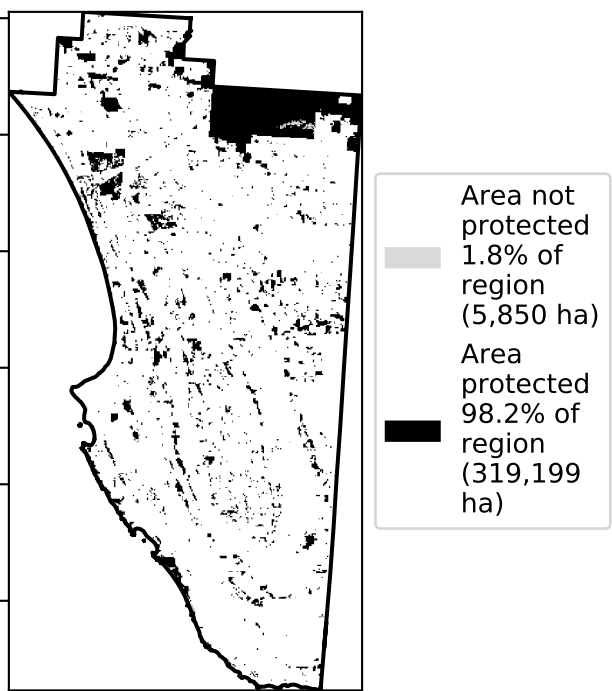 Area not
protected
1.8% of
region
(5,850 ha)
Area
protected
98.2% of
region
(319,199
ha)